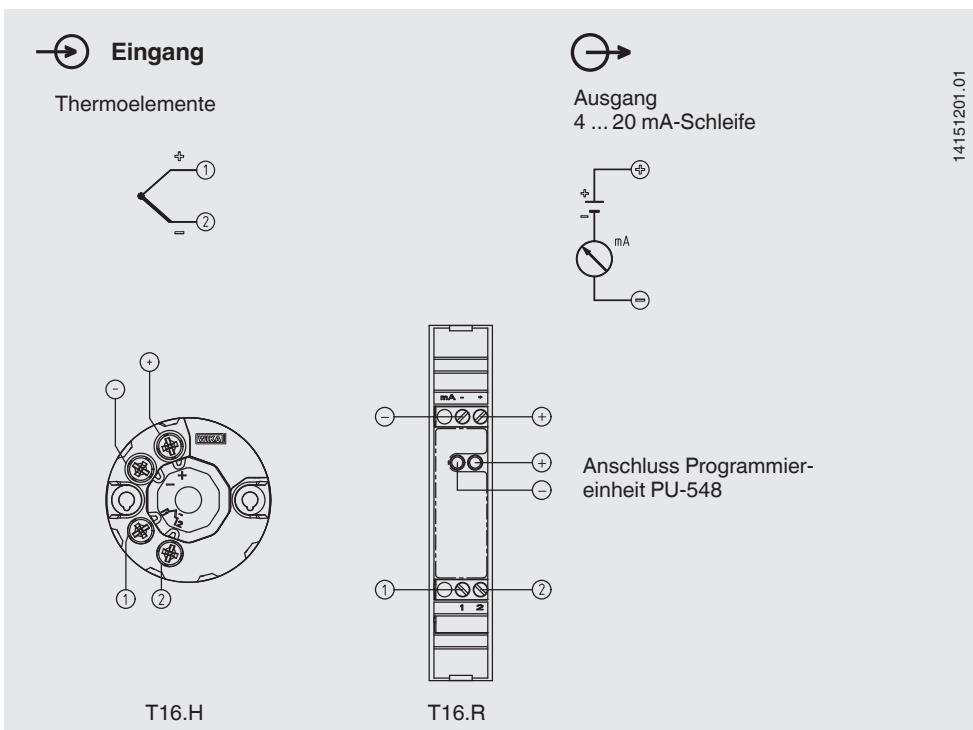 Eingang
Thermoelemente
+
1
2
−
Ausgang
4 ... 20 mA-Schleife
+
+
−
mA
−
14151201.01
+
−
WIKA
+
−
1
2
1
2
T16.H
mA - +
−
+
+
−
1
2
1 2
T16.R
Anschluss Programmier-
einheit PU-548